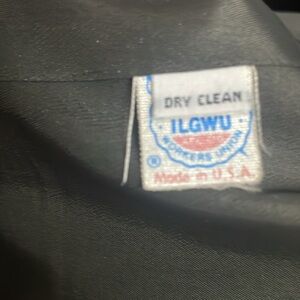 DRY CLEAN
ILGWU
WORKERS UNION
®
Made in U.S.A.